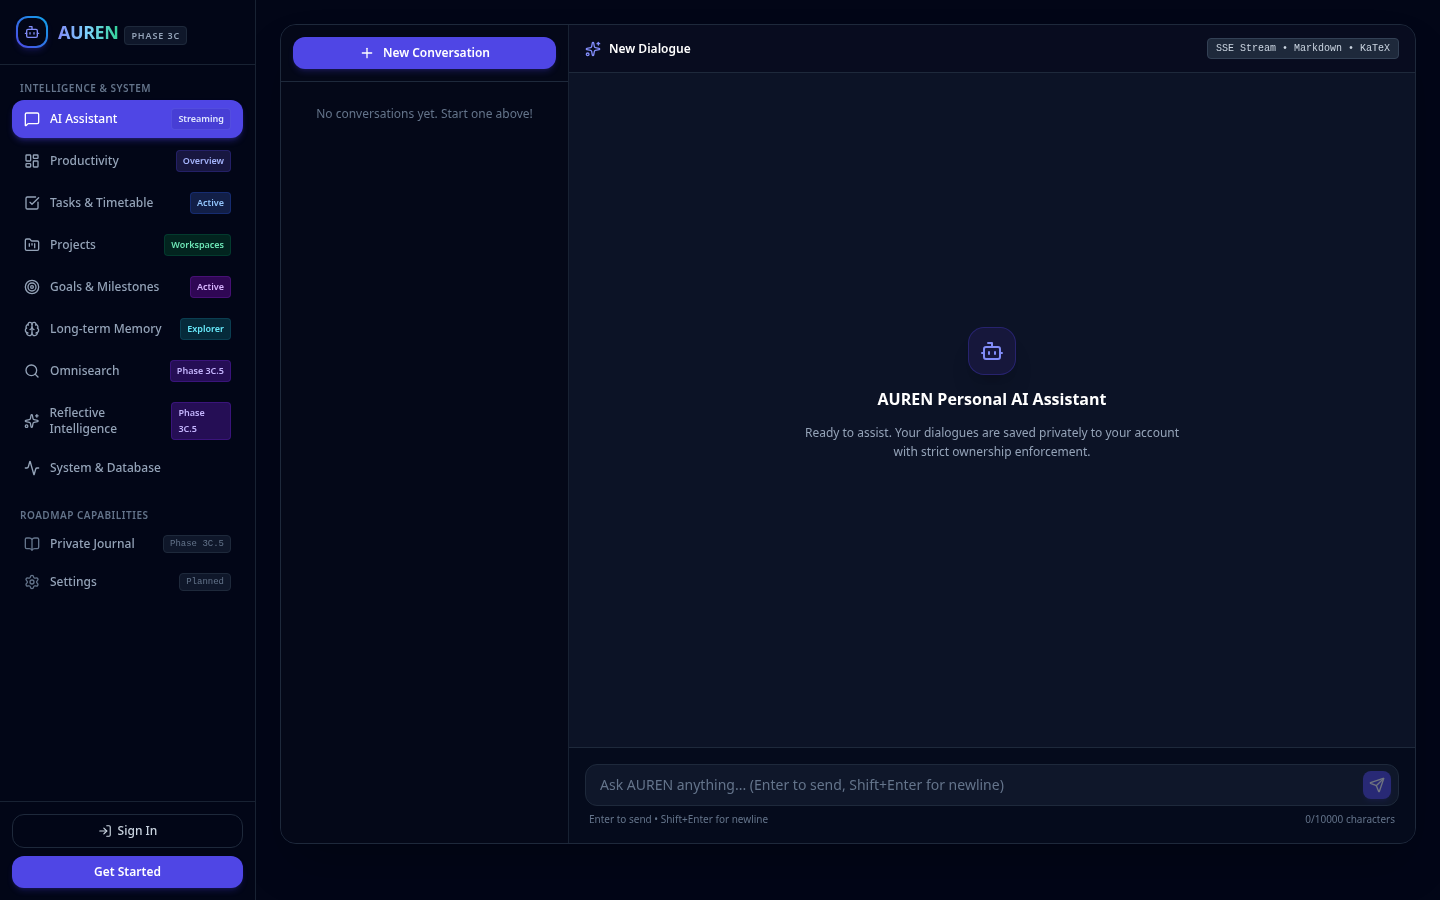 AUREN PHASE 3C
INTELLIGENCE & SYSTEM
AI Assistant Streaming
Productivity Overview
Tasks & Timetable Active
Projects Workspaces
Goals & Milestones Active
Long-term Memory Explorer
Omnisearch Phase 3C.5
Reflective Phase
Intelligence 3C.5
System & Database
ROADMAP CAPABILITIES
Private Journal Phase 3C.5
Settings Planned
Sign In
Get Started
New Conversation
No conversations yet. Start one above!
New Dialogue
SSE Stream • Markdown • KaTeX
AUREN Personal AI Assistant
Ready to assist. Your dialogues are saved privately to your account
with strict ownership enforcement.
Ask AUREN anything... (Enter to send, Shift+Enter for newline)
Enter to send • Shift+Enter for newline
0/10000 characters